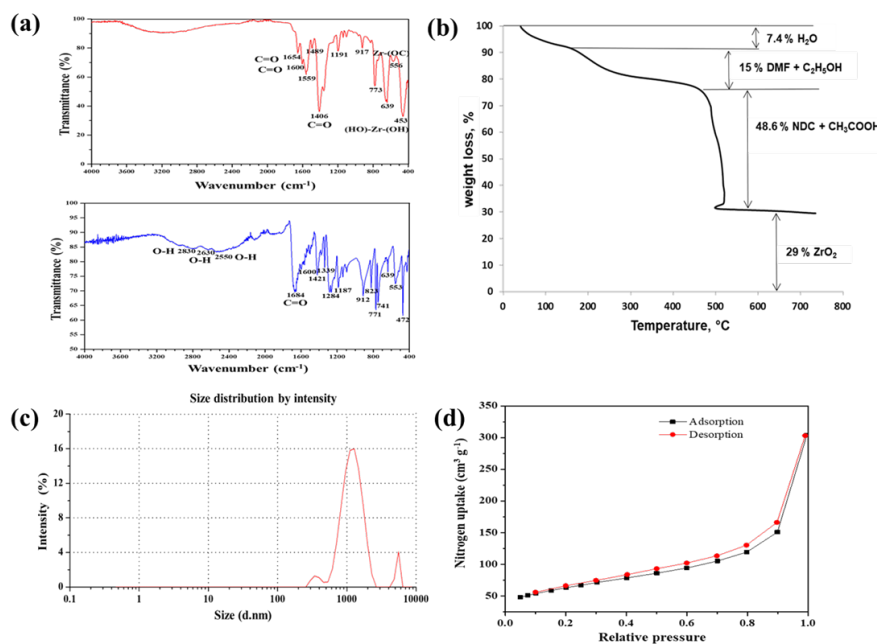 (a)
1654
1489
1191
917
Zr-(OC)
C=O
1600
556
C=O
1559
773
1406
639
C=O
(HO)-Zr-(OH)
453
Transmittance (%)
100
80
60
40
20
0
4000 3600 3200 2800 2400 2000 1600 1200 800 400
Wavenumber (cm⁻¹)
O-H 2830 2630 2550 O-H
O-H
1600
1339
1421
1684
1284
1187
C=O
912
823
639
553
771
741
472
Transmittance (%)
100
95
90
85
80
75
70
65
60
55
50
4000 3600 3200 2800 2400 2000 1600 1200 800 400
Wavenumber (cm⁻¹)
(b)
7.4 % H₂O
15 % DMF + C₂H₅OH
48.6 % NDC + CH₃COOH
29 % ZrO₂
weight loss, %
100
90
80
70
60
50
40
30
20
10
0
0 100 200 300 400 500 600 700 800
Temperature, °C
(c)
Size distribution by intensity
Intensity (%)
20
16
12
8
4
0
0.1 1 10 100 1000 10000
Size (d.nm)
(d)
Adsorption
Desorption
Nitrogen uptake (cm³ g⁻¹)
350
300
250
200
150
100
50
0.0 0.2 0.4 0.6 0.8 1.0
Relative pressure